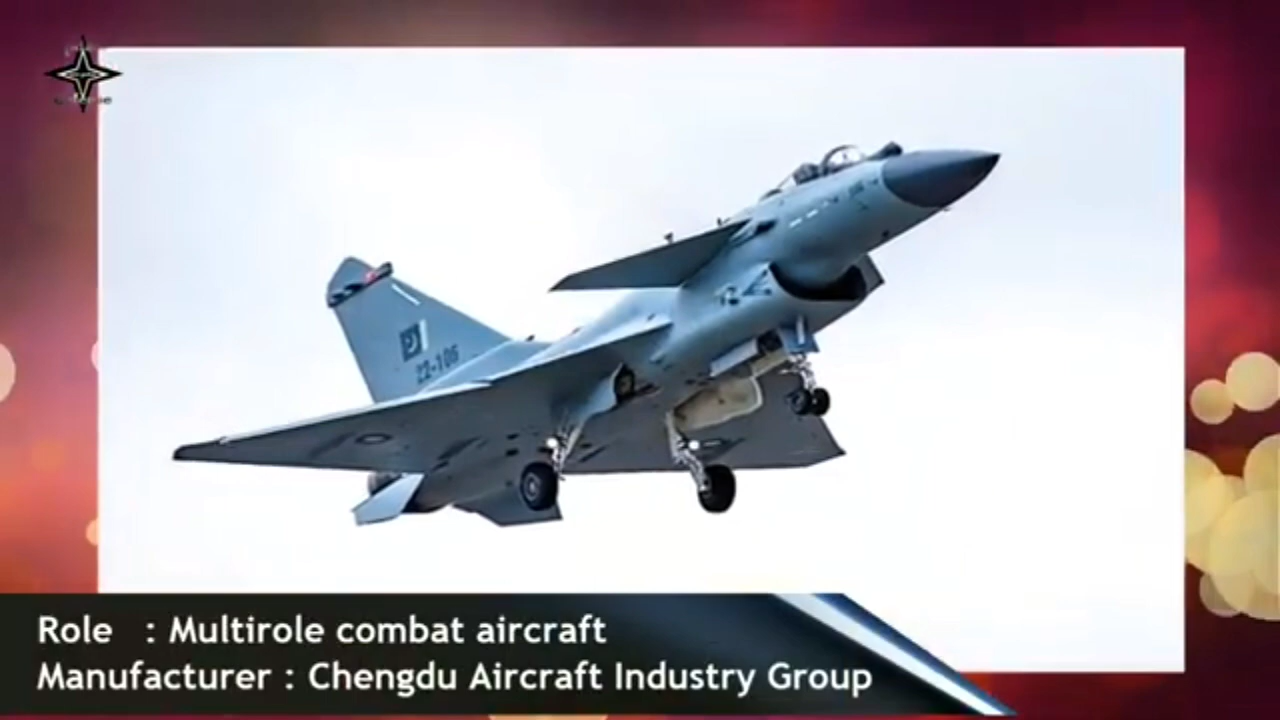 22-106
Role : Multirole combat aircraft
Manufacturer : Chengdu Aircraft Industry Group